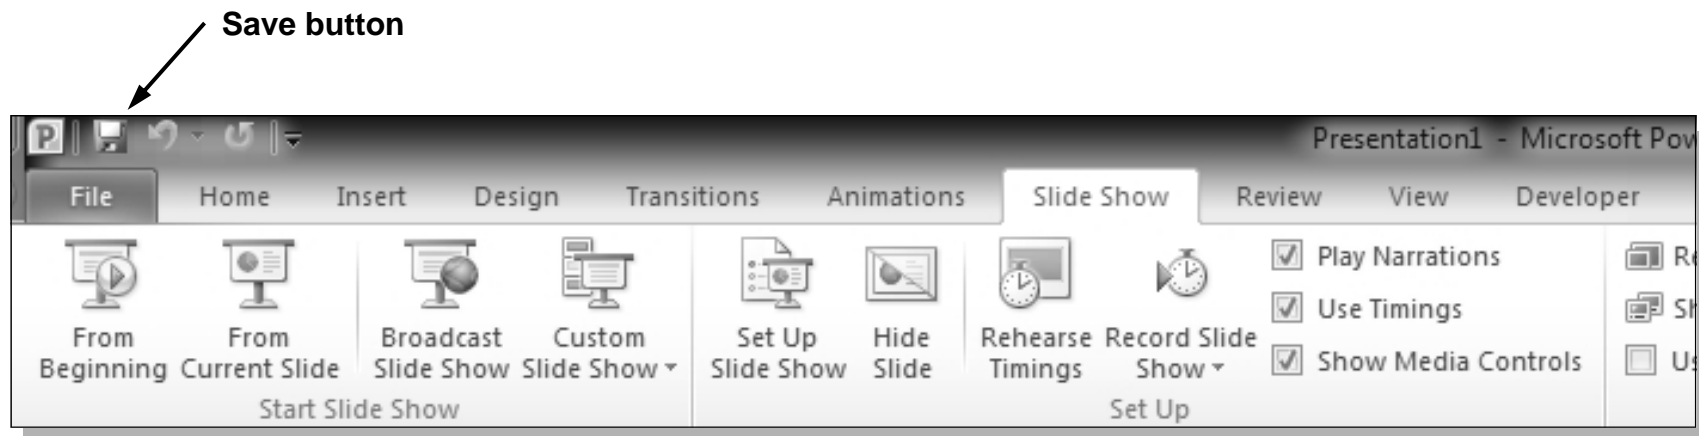 Save button
Presentation1 - Microsoft
File Home Insert Design Transitions Animations Slide Show Review View Developer
Play Narrations
Use Timings
From Beginning
From Current Slide
Broadcast Slide Show
Custom Slide Show
Set Up Slide Show
Hide Slide
Rehearse Timings
Record Slide Show
Show Media Controls
Start Slide Show
Set Up